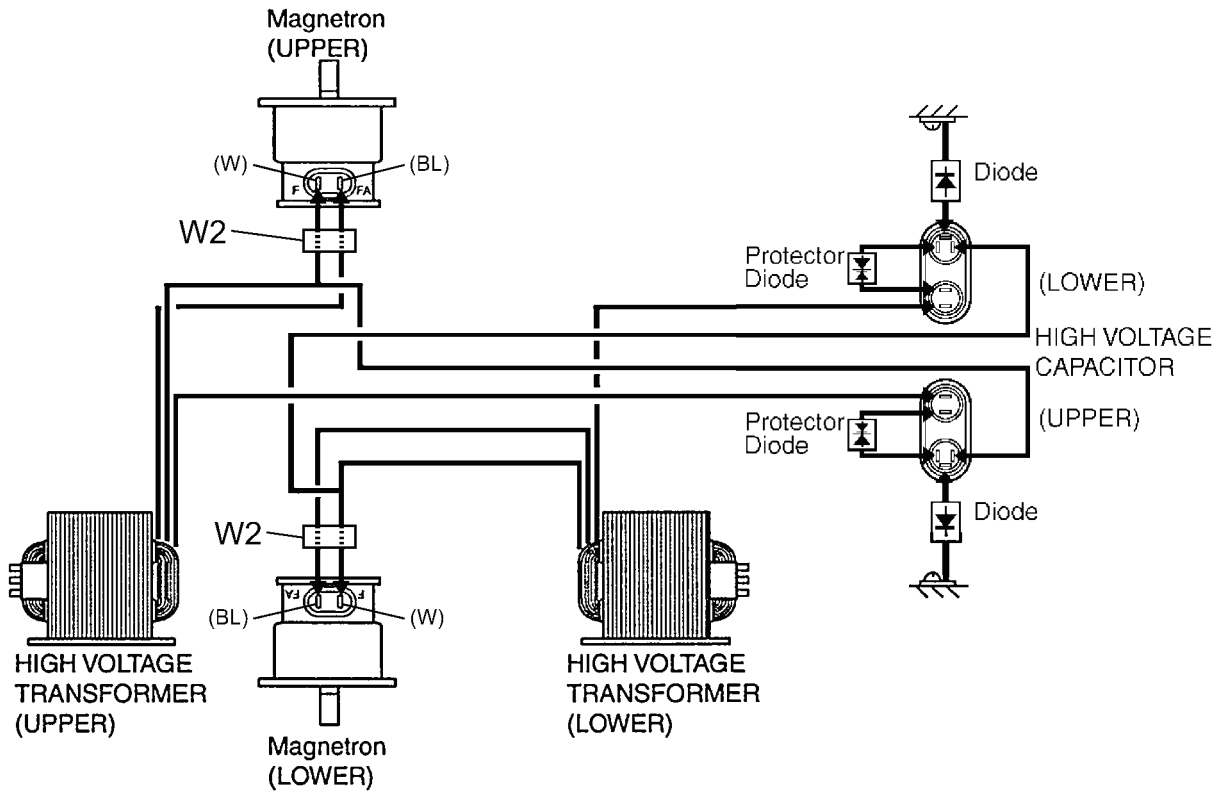 Magnetron
(UPPER)
(W)
(BL)
F
FA
W2
Diode
Protector
Diode
(LOWER)
HIGH VOLTAGE
CAPACITOR
(UPPER)
Protector
Diode
Diode
W2
FA
F
(BL)
(W)
HIGH VOLTAGE
TRANSFORMER
(UPPER)
HIGH VOLTAGE
TRANSFORMER
(LOWER)
Magnetron
(LOWER)